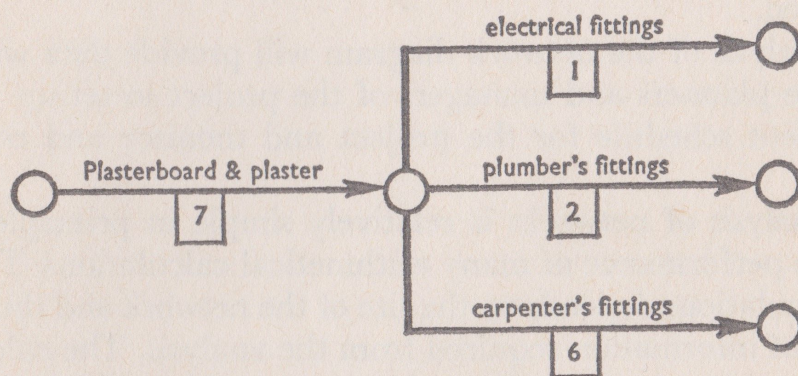 electrical fittings
1
Plasterboard & plaster
7
plumber's fittings
2
carpenter's fittings
6